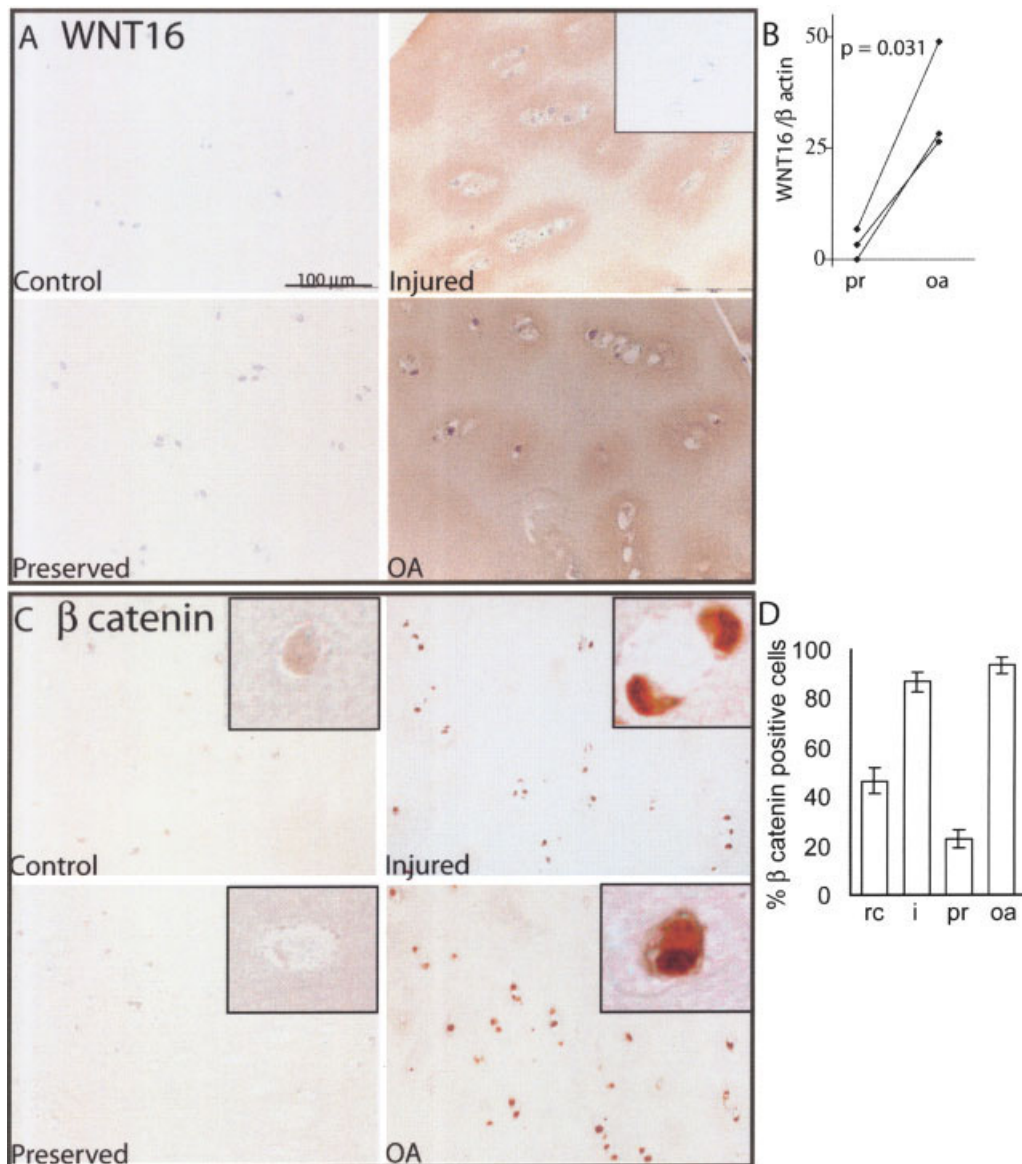 A WNT16
Control
100 µm
Injured
Preserved
OA
B
50
25
0
p = 0.031
WNT16 /β actin
pr
oa
C β catenin
Control
Injured
Preserved
OA
D
% β catenin positive cells
100
80
60
40
20
0
rc
i
pr
oa